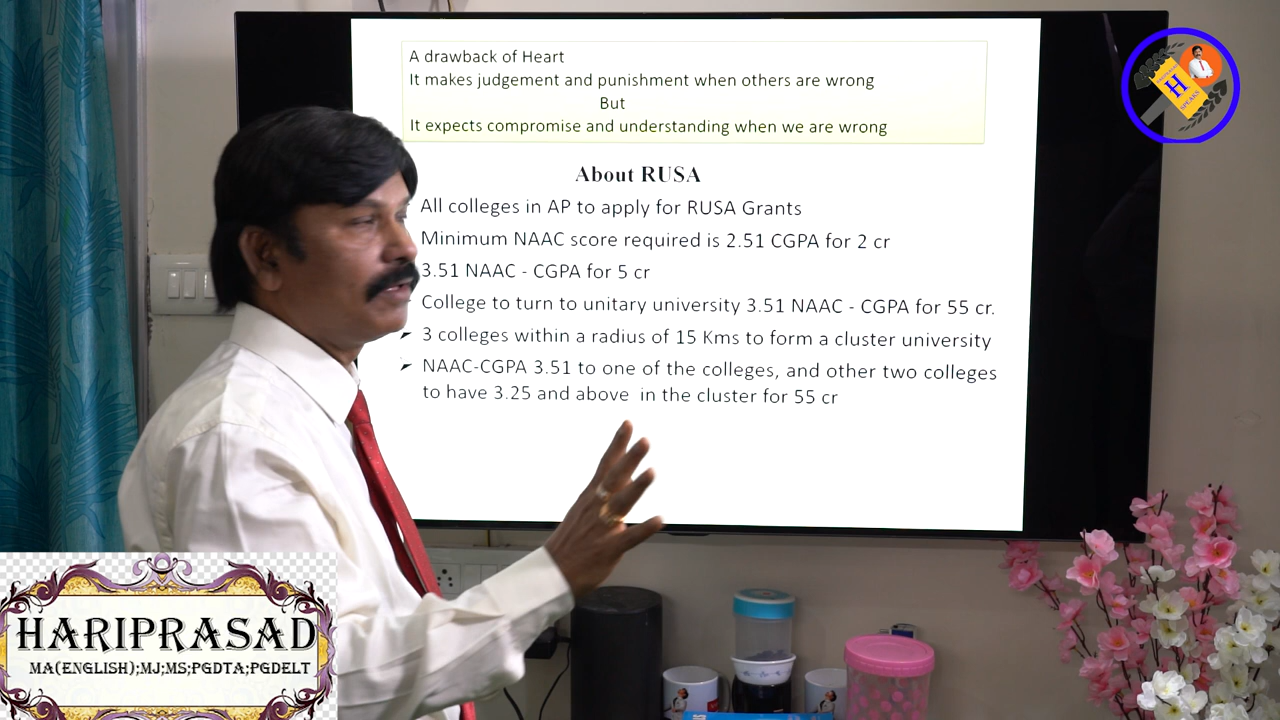 A drawback of Heart
It makes judgement and punishment when others are wrong
But
It expects compromise and understanding when we are wrong
About RUSA
All colleges in AP to apply for RUSA Grants
Minimum NAAC score required is 2.51 CGPA for 2 cr
3.51 NAAC - CGPA for 5 cr
College to turn to unitary university 3.51 NAAC - CGPA for 55 cr.
3 colleges within a radius of 15 Kms to form a cluster university
NAAC-CGPA 3.51 to one of the colleges, and other two colleges
to have 3.25 and above in the cluster for 55 cr
H
SPEAKS
HARIPRASAD
MA(ENGLISH);MJ;MS;PGDTA;PGDELT